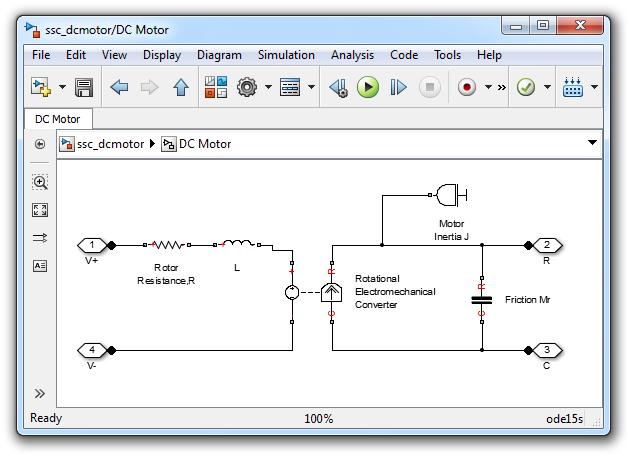 ssc_dcmotor/DC Motor
File Edit View Display Diagram Simulation Analysis Code Tools Help
DC Motor
ssc_dcmotor DC Motor
Motor
Inertia J
1
V+
Rotor
Resistance,R
L
+
R
Rotational
Electromechanical
Converter
C
2
R
R
Friction Mr
C
4
V-
3
C
Ready 100% ode15s